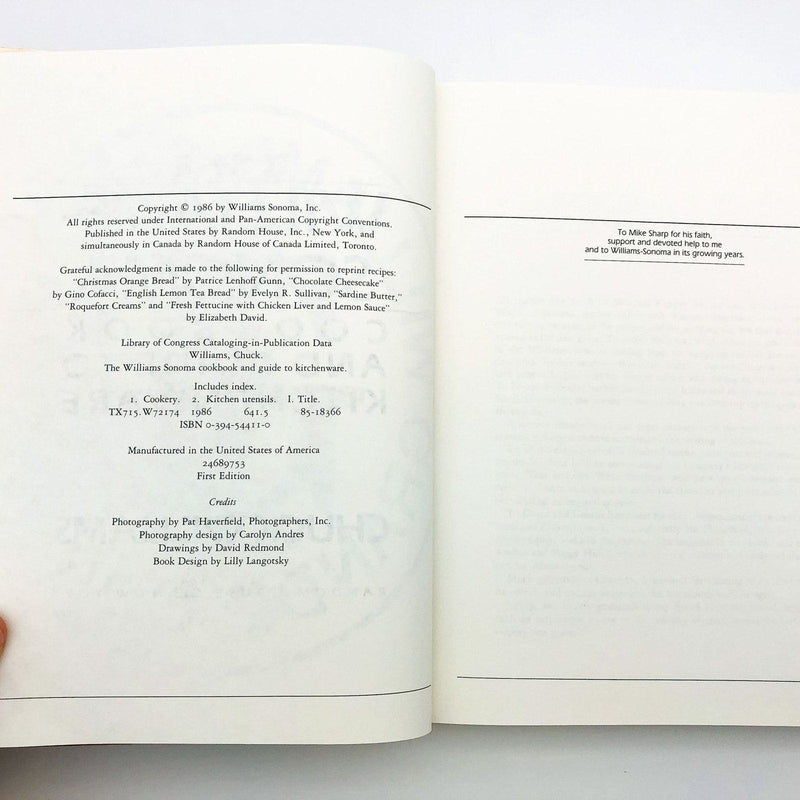 Copyright © 1986 by Williams Sonoma, Inc.
All rights reserved under International and Pan-American Copyright Conventions.
Published in the United States by Random House, Inc., New York, and
simultaneously in Canada by Random House of Canada Limited, Toronto.
Grateful acknowledgment is made to the following for permission to reprint recipes:
"Christmas Orange Bread" by Patrice Lenhoff Gunn, "Chocolate Cheesecake"
by Gino Cofacci, "English Lemon Tea Bread" by Evelyn R. Sullivan, "Sardine Butter,"
"Roquefort Creams" and "Fresh Fettucine with Chicken Liver and Lemon Sauce"
by Elizabeth David.
Library of Congress Cataloging-in-Publication Data
Williams, Chuck.
The Williams Sonoma cookbook and guide to kitchenware.
Includes index.
1. Cookery. 2. Kitchen utensils. I. Title.
TX715.W72174 1986 641.5 85-18366
ISBN 0-394-54411-0
Manufactured in the United States of America
24689753
First Edition
Credits
Photography by Pat Haverfield, Photographers, Inc.
Photography design by Carolyn Andres
Drawings by David Redmond
Book Design by Lilly Langotsky
To Mike Sharp for his faith,
support and devoted help to me
and to Williams-Sonoma in its growing years.